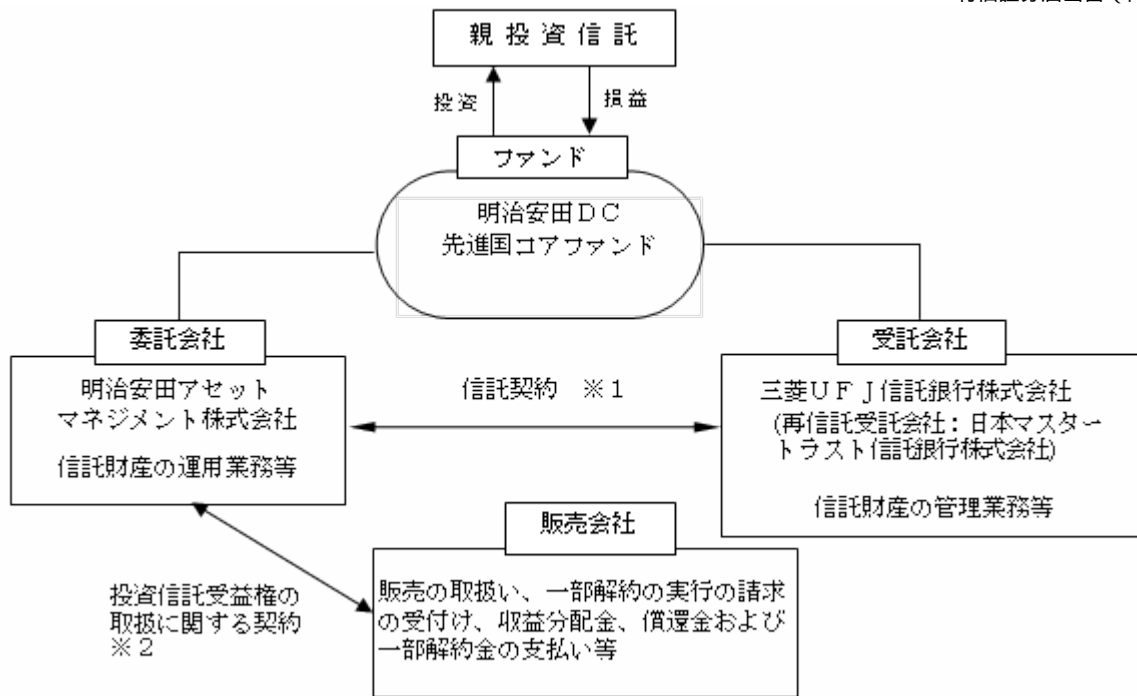 親投資信託
投資
損益
ファンド
明治安田DC
先進国コアファンド
委託会社
明治安田アセット
マネジメント株式会社
信託財産の運用業務等
信託契約 ※1
受託会社
三菱UFJ信託銀行株式会社
(再信託受託会社：日本マスター
トラスト信託銀行株式会社)
信託財産の管理業務等
投資信託受益権の
取扱に関する契約
※2
販売会社
販売の取扱い、一部解約の実行の請求
の受付け、収益分配金、償還金および
一部解約金の支払い等